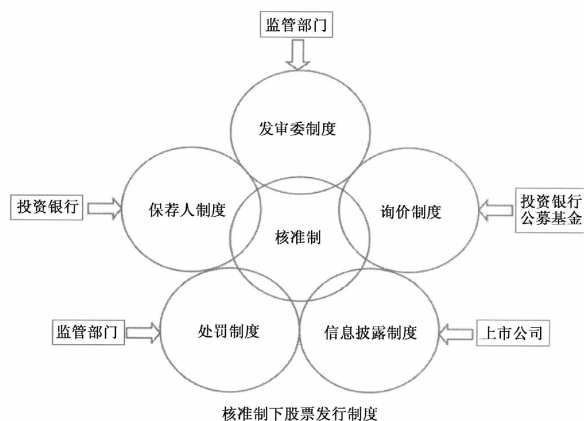 监管部门
发审委制度
投资银行
保荐人制度
核准制
询价制度
投资银行
公募基金
监管部门
处罚制度
信息披露制度
上市公司
核准制下股票发行制度